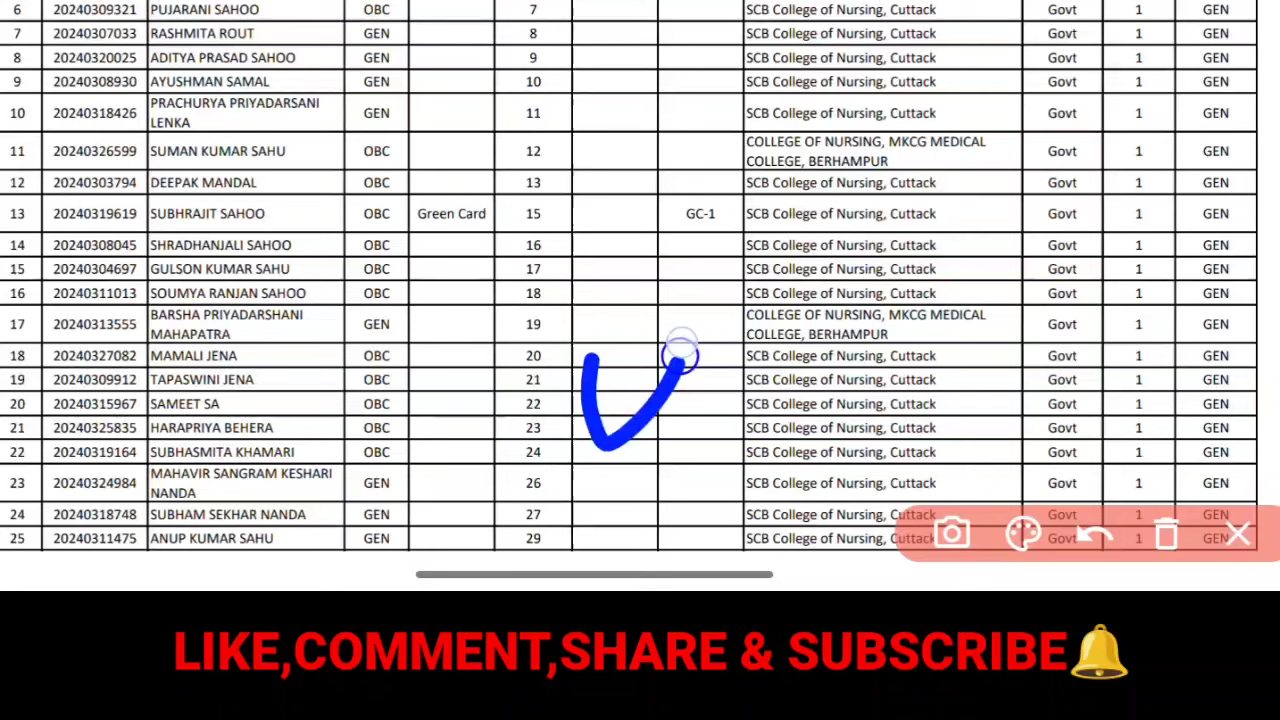 6 20240309321 PUJARANI SAHOO OBC 7 SCB College of Nursing, Cuttack Govt 1 GEN
7 20240307033 RASHMITA ROUT GEN 8 SCB College of Nursing, Cuttack Govt 1 GEN
8 20240320025 ADITYA PRASAD SAHOO GEN 9 SCB College of Nursing, Cuttack Govt 1 GEN
9 20240308930 AYUSHMAN SAMAL GEN 10 SCB College of Nursing, Cuttack Govt 1 GEN
10 20240318426 PRACHURYA PRIYADARSANI LENKA GEN 11 SCB College of Nursing, Cuttack Govt 1 GEN
11 20240326599 SUMAN KUMAR SAHU OBC 12 COLLEGE OF NURSING, MKCG MEDICAL COLLEGE, BERHAMPUR Govt 1 GEN
12 20240303794 DEEPAK MANDAL OBC 13 SCB College of Nursing, Cuttack Govt 1 GEN
13 20240319619 SUBHRAJIT SAHOO OBC Green Card 15 GC-1 SCB College of Nursing, Cuttack Govt 1 GEN
14 20240308045 SHRADHANJALI SAHOO OBC 16 SCB College of Nursing, Cuttack Govt 1 GEN
15 20240304697 GULSON KUMAR SAHU OBC 17 SCB College of Nursing, Cuttack Govt 1 GEN
16 20240311013 SOUMYA RANJAN SAHOO OBC 18 SCB College of Nursing, Cuttack Govt 1 GEN
17 20240313555 BARSHA PRIYADARSHANI MAHAPATRA GEN 19 COLLEGE OF NURSING, MKCG MEDICAL COLLEGE, BERHAMPUR Govt 1 GEN
18 20240327082 MAMALI JENA OBC 20 SCB College of Nursing, Cuttack Govt 1 GEN
19 20240309912 TAPASWINI JENA OBC 21 SCB College of Nursing, Cuttack Govt 1 GEN
20 20240315967 SAMEET SA OBC 22 SCB College of Nursing, Cuttack Govt 1 GEN
21 20240325835 HARAPRIYA BEHERA OBC 23 SCB College of Nursing, Cuttack Govt 1 GEN
22 20240319164 SUBHASMITA KHAMARI OBC 24 SCB College of Nursing, Cuttack Govt 1 GEN
23 20240324984 MAHAVIR SANGRAM KESHARI NANDA GEN 26 SCB College of Nursing, Cuttack Govt 1 GEN
24 20240318748 SUBHAM SEKHAR NANDA GEN 27 SCB College of Nursing, Cuttack Govt 1 GEN
25 20240311475 ANUP KUMAR SAHU GEN 29 SCB College of Nursing, Cuttack Govt 1 GEN
LIKE,COMMENT,SHARE & SUBSCRIBE